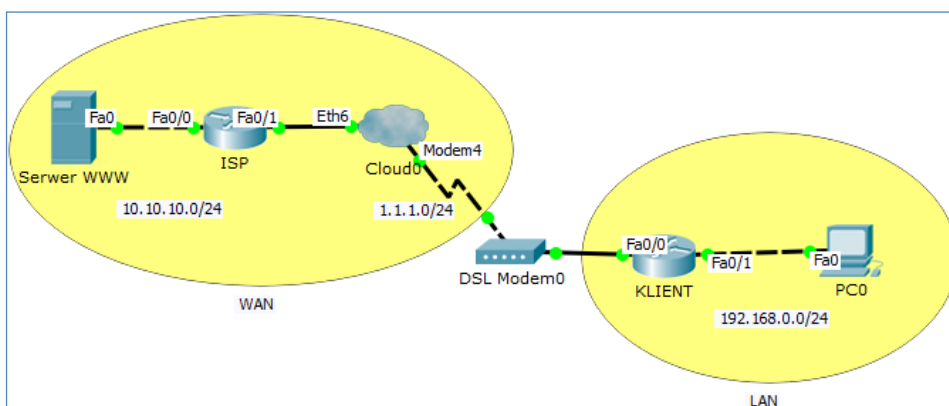 Fa0
Fa0/0
Fa0/1
Eth6
Serwer WWW
ISP
Cloud0
Modem4
10.10.10.0/24
1.1.1.0/24
WAN
DSL Modem0
Fa0/0
KLIENT
Fa0/1
Fa0
PC0
192.168.0.0/24
LAN